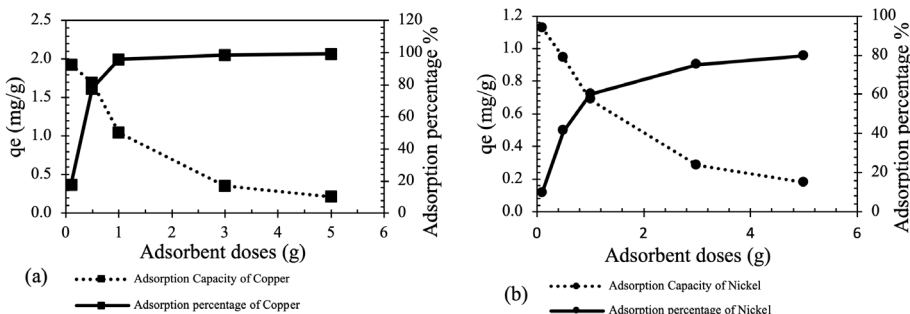 2.5
2.0
1.5
1.0
0.5
0.0
qe (mg/g)
120
100
80
60
40
20
0
Adsorption percentage %
0 1 2 3 4 5 6
Adsorbent doses (g)
(a)
Adsorption Capacity of Copper
Adsorption percentage of Copper
1.2
1.0
0.8
0.6
0.4
0.2
0.0
qe (mg/g)
100
80
60
40
20
0
Adsorption percentage %
0 2 4 6
Adsorbent doses (g)
(b)
Adsorption Capacity of Nickel
Adsorption percentage of Nickel